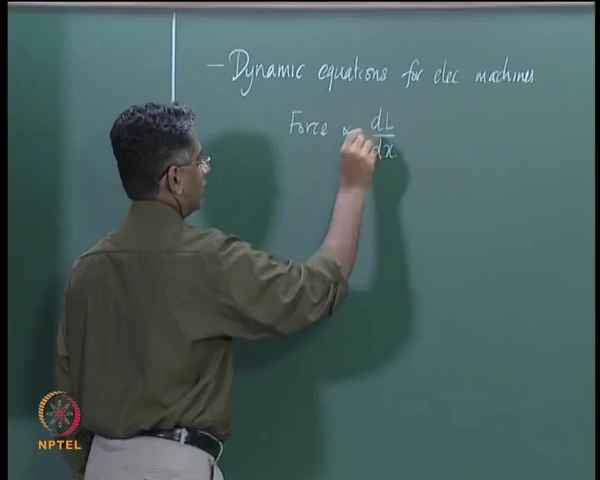 – Dynamic equations for elec machines.
Force ∝ dL/dx
NPTEL